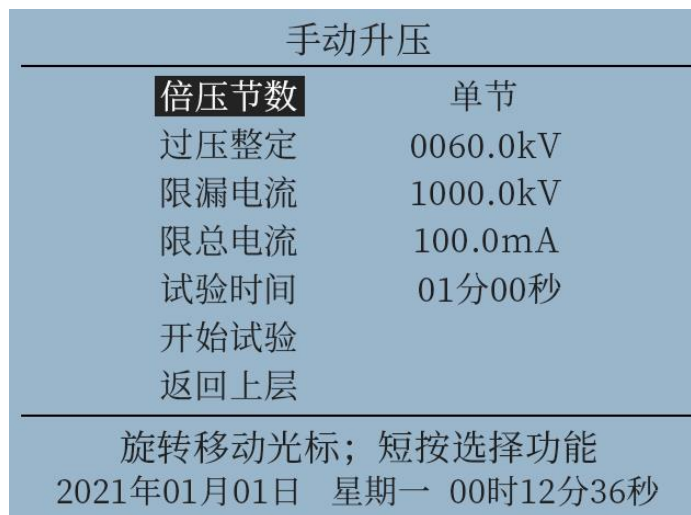 手动升压
倍压节数 单节
过压整定 0060.0kV
限漏电流 1000.0kV
限总电流 100.0mA
试验时间 01分00秒
开始试验
返回上层
旋转移动光标；短按选择功能
2021年01月01日 星期一 00时12分36秒